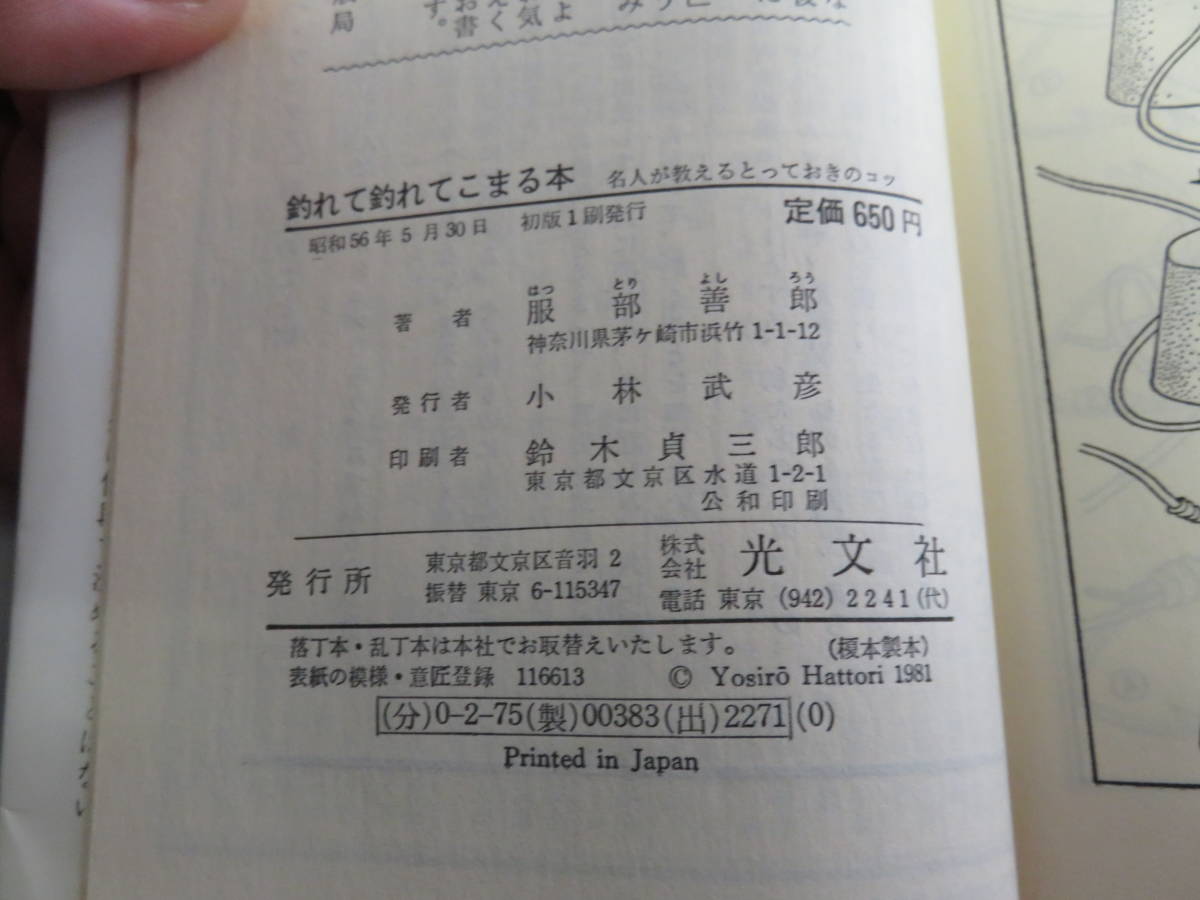 釣れて釣れてこまる本 名人が教えるとっておきのコツ
昭和56年5月30日 初版1刷発行 定価650円
はっ とり よし ろう
著者 服部善郎
神奈川県茅ケ崎市浜竹1-1-12
発行者 小林武彦
印刷者 鈴木貞三郎
東京都文京区水道1-2-1
公和印刷
発行所 東京都文京区音羽2 株式会社 光文社
振替 東京6-115347 電話 東京 (942) 2241(代)
落丁本・乱丁本は本社でお取替えいたします。 (榎本製本)
表紙の模様・意匠登録 116613 © Yosirō Hattori 1981
(分)0-2-75(製)00383(出)2271(0)
Printed in Japan